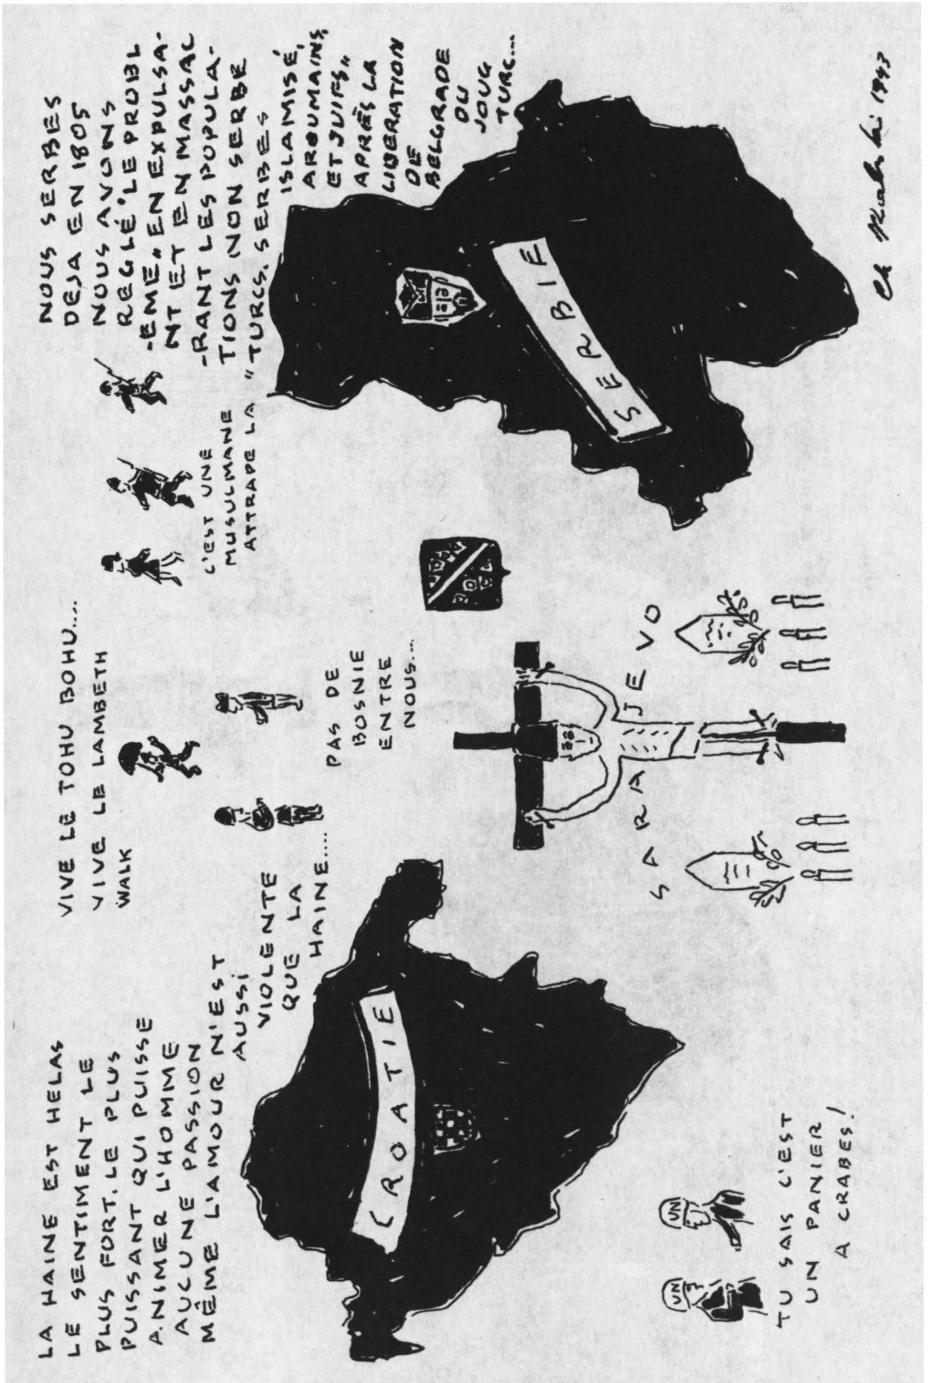 LA HAINE EST HELAS
LE SENTIMENT LE
PLUS FORT. LE PLUS
PUISSANT QUI PUISSE
ANIMER L'HOMME
AUCUNE PASSION
MÊME L'AMOUR N'EST
AUSSI
VIOLENTE
QUE LA
HAINE.....
VIVE LE TOHU BOHU.....
VIVE LE LAMBETH
WALK
PAS DE
BOSNIE
ENTRE
NOUS....
C'EST UNE
MUSULMANE
ATTRAPE LA
NOUS SERBES
DEJA EN 1805
NOUS AVONS
REGLÉ "LE PROBL
-EME" EN EXPULSA-
NT ET EN MASSAC
-RANT LES POPULA-
TIONS NON SERBE
"TURCS. SERBES
ISLAMISÉ,
AROUMAINS,
ET JUIFS"
APRÉS LA
LIBERATION
DE
BELGRADE
DU
JOUG
TURC....
CROATIE
SERBIE
SARAJEVO
UN
UN
TU SAIS C'EST
UN PANIER
A CRABES!
1993